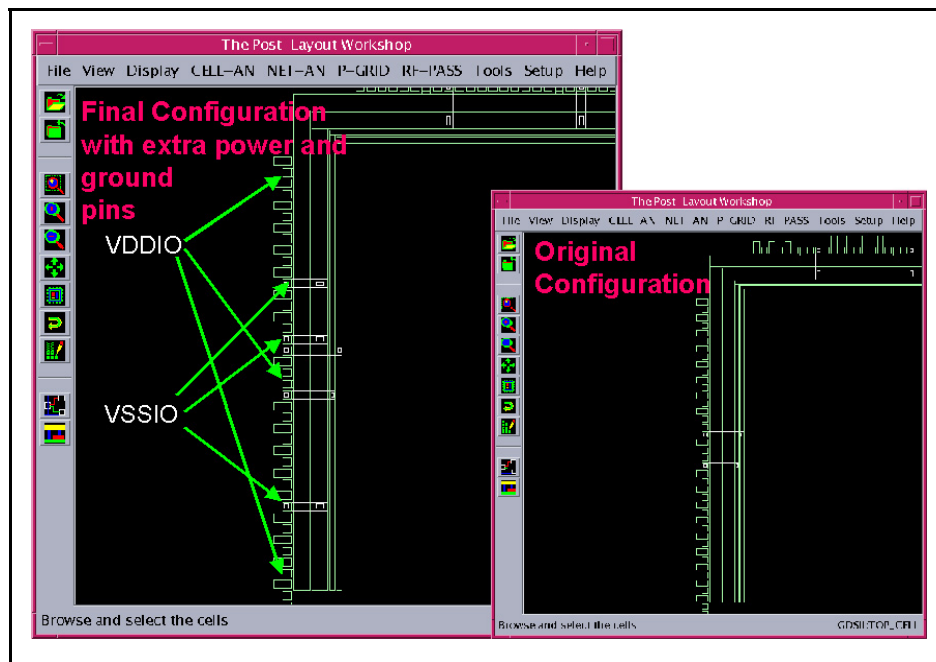 The Post Layout Workshop
File View Display CELL-AN NET-AN P-GRID RF-PASS Tools Setup Help
Final Configuration
with extra power and
ground
pins
VDDIO
VSSIO
Browse and select the cells
The Post Layout Workshop
File View Display CELL AN NET AN P GRID RF PASS Tools Setup Help
Original
Configuration
Browse and select the cells GDSII:TOP_CELL